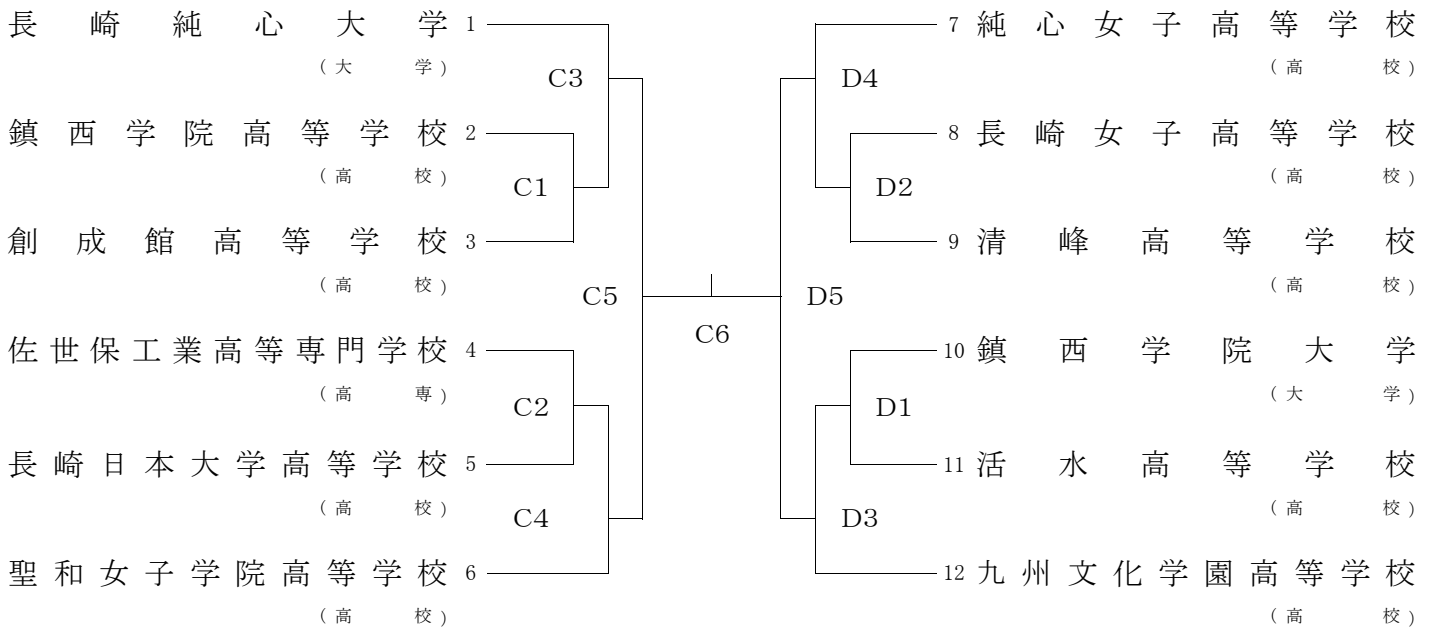 長崎純心大学 1
(大学)
C3
鎮西学院高等学校 2
(高校)
C1
創成館高等学校 3
(高校)
C5
佐世保工業高等専門学校 4
(高専)
C2
長崎日本大学高等学校 5
(高校)
C4
聖和女子学院高等学校 6
(高校)
C6
7 純心女子高等学校
(高校)
D4
8 長崎女子高等学校
(高校)
D2
9 清峰高等学校
(高校)
D5
10 鎮西学院大学
(大学)
D1
11 活水高等学校
(高校)
D3
12 九州文化学園高等学校
(高校)